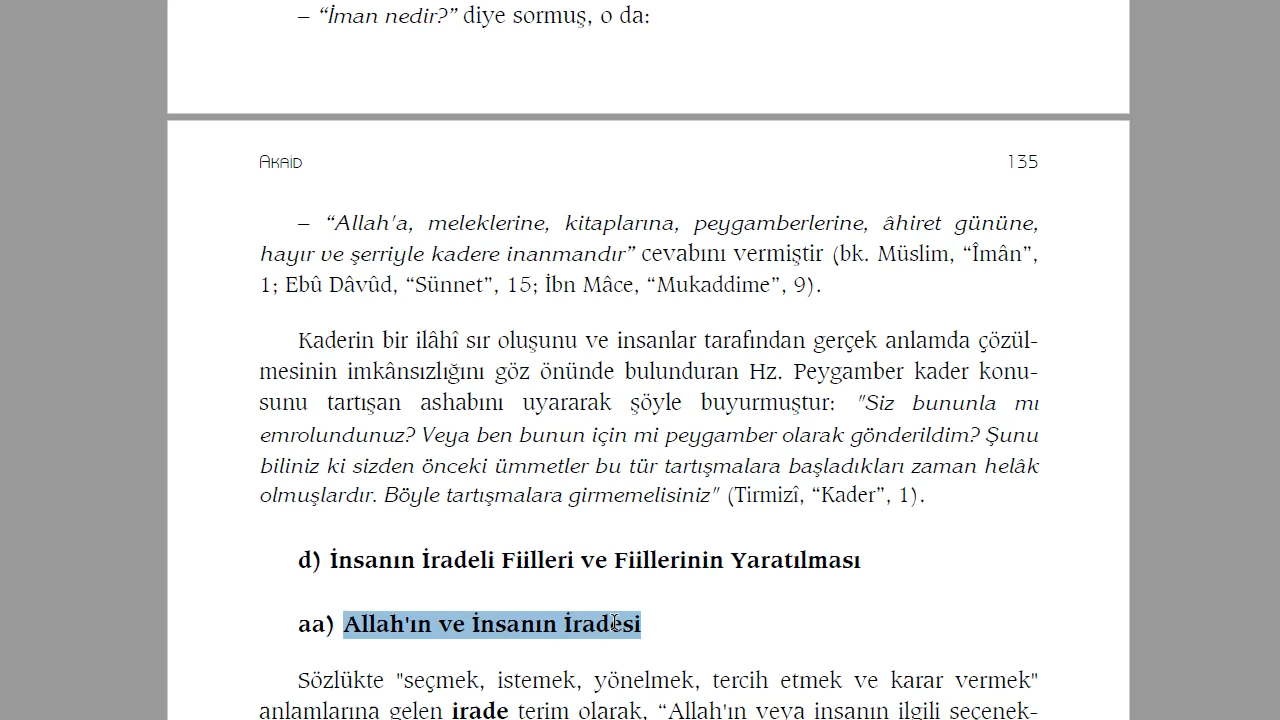 – “İman nedir?” diye sormuş, o da:
Akaid 135
– “Allah'a, meleklerine, kitaplarına, peygamberlerine, âhiret gününe,
hayır ve şerriyle kadere inanmandır” cevabını vermiştir (bk. Müslim, “Îmân”,
1; Ebû Dâvûd, “Sünnet”, 15; İbn Mâce, “Mukaddime”, 9).
Kaderin bir ilâhî sır oluşunu ve insanlar tarafından gerçek anlamda çözül-
mesinin imkânsızlığını göz önünde bulunduran Hz. Peygamber kader konu-
sunu tartışan ashabını uyararak şöyle buyurmuştur: "Siz bununla mı
emrolundunuz? Veya ben bunun için mi peygamber olarak gönderildim? Şunu
biliniz ki sizden önceki ümmetler bu tür tartışmalara başladıkları zaman helâk
olmuşlardır. Böyle tartışmalara girmemelisiniz" (Tirmizî, “Kader”, 1).
d) İnsanın İradeli Fiilleri ve Fiillerinin Yaratılması
aa) Allah'ın ve İnsanın İradesi
Sözlükte "seçmek, istemek, yönelmek, tercih etmek ve karar vermek"
anlamlarına gelen irade terim olarak, “Allah'ın veya insanın ilgili seçenek-